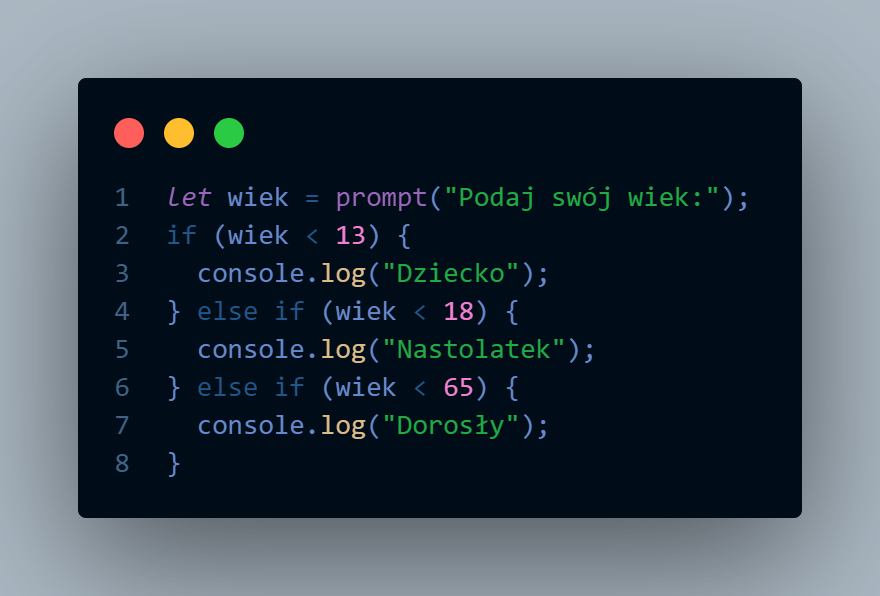 1 let wiek = prompt("Podaj swój wiek:");
2 if (wiek < 13) {
3   console.log("Dziecko");
4 } else if (wiek < 18) {
5   console.log("Nastolatek");
6 } else if (wiek < 65) {
7   console.log("Dorosły");
8 }